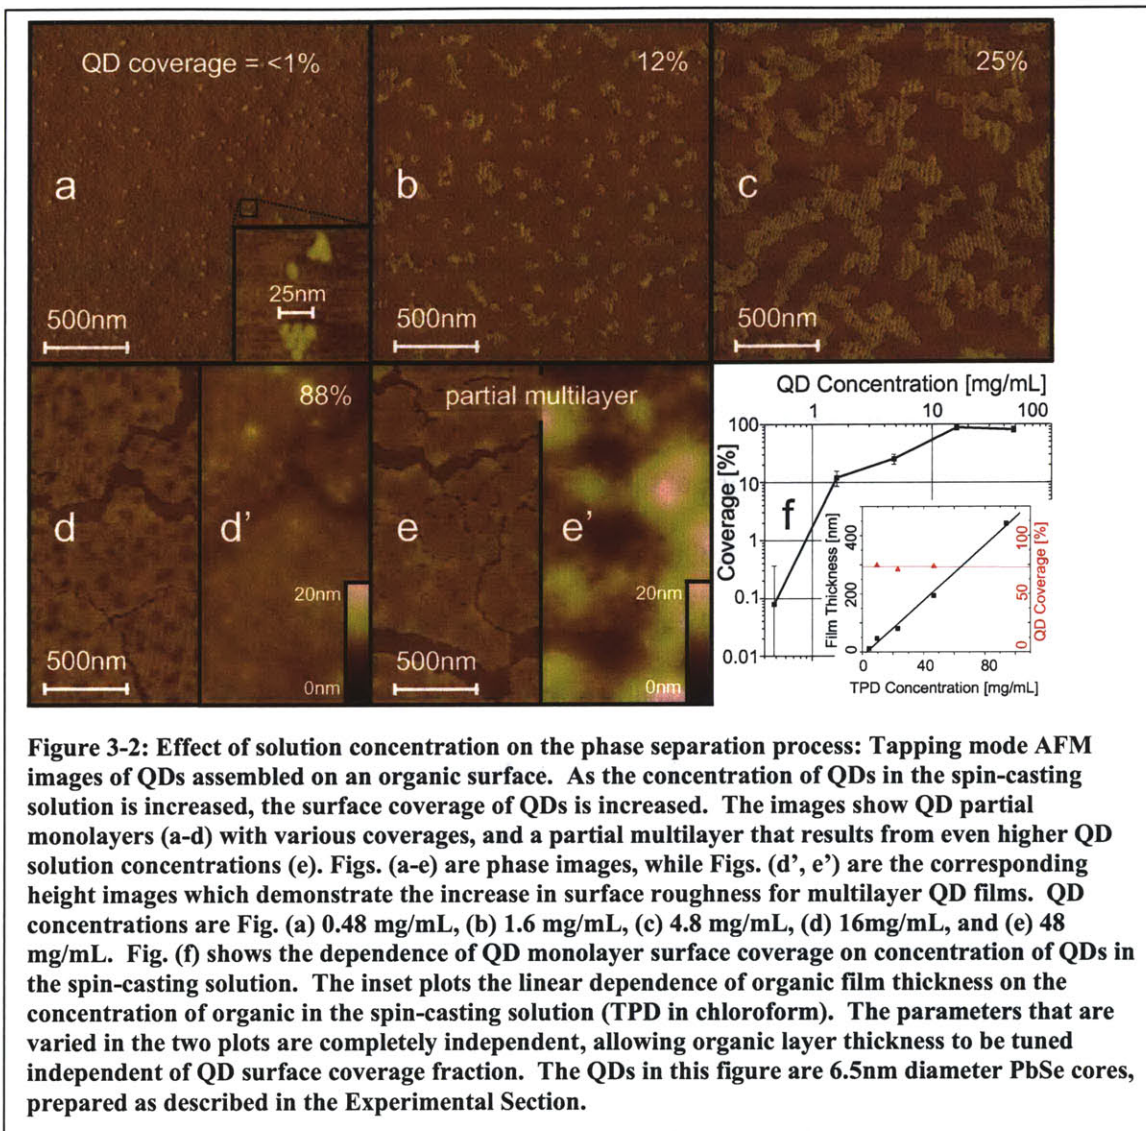 QD coverage = <1%
12%
25%
a
b
c
25nm
500nm
500nm
500nm
88%
partial multilayer
d
d'
e
e'
20nm
0nm
500nm
20nm
0nm
500nm
QD Concentration [mg/mL]
1
10
100
Coverage [%]
100
10
1
0.1
0.01
f
Film Thickness [nm]
400
200
0
QD Coverage [%]
100
50
0
0
40
80
TPD Concentration [mg/mL]
Figure 3-2: Effect of solution concentration on the phase separation process: Tapping mode AFM
images of QDs assembled on an organic surface. As the concentration of QDs in the spin-casting
solution is increased, the surface coverage of QDs is increased. The images show QD partial
monolayers (a-d) with various coverages, and a partial multilayer that results from even higher QD
solution concentrations (e). Figs. (a-e) are phase images, while Figs. (d', e') are the corresponding
height images which demonstrate the increase in surface roughness for multilayer QD films. QD
concentrations are Fig. (a) 0.48 mg/mL, (b) 1.6 mg/mL, (c) 4.8 mg/mL, (d) 16mg/mL, and (e) 48
mg/mL. Fig. (f) shows the dependence of QD monolayer surface coverage on concentration of QDs in
the spin-casting solution. The inset plots the linear dependence of organic film thickness on the
concentration of organic in the spin-casting solution (TPD in chloroform). The parameters that are
varied in the two plots are completely independent, allowing organic layer thickness to be tuned
independent of QD surface coverage fraction. The QDs in this figure are 6.5nm diameter PbSe cores,
prepared as described in the Experimental Section.